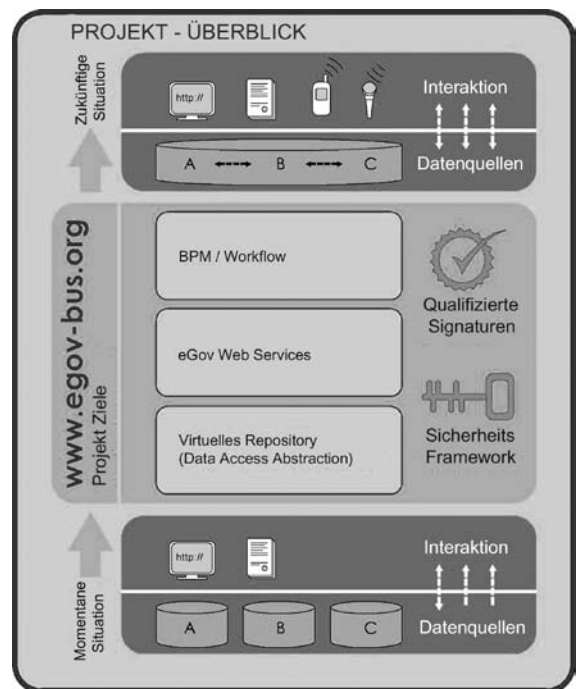 PROJEKT - ÜBERBLICK
Zukünftige
Situation
http://
Interaktion
A
B
C
Datenquellen
www.egov-bus.org
Projekt Ziele
BPM / Workflow
eGov Web Services
Virtuelles Repository
(Data Access Abstraction)
Qualifizierte
Signaturen
Sicherheits
Framework
Momentane
Situation
http://
Interaktion
A
B
C
Datenquellen